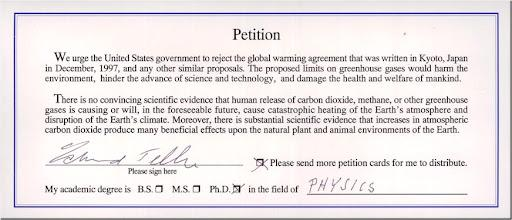 Petition
We urge the United States government to reject the global warming agreement that was written in Kyoto, Japan
in December, 1997, and any other similar proposals. The proposed limits on greenhouse gases would harm the
environment, hinder the advance of science and technology, and damage the health and welfare of mankind.
There is no convincing scientific evidence that human release of carbon dioxide, methane, or other greenhouse
gases is causing or will, in the foreseeable future, cause catastrophic heating of the Earth's atmosphere and
disruption of the Earth's climate. Moreover, there is substantial scientific evidence that increases in atmospheric
carbon dioxide produce many beneficial effects upon the natural plant and animal environments of the Earth.
Edward Teller
☒ Please send more petition cards for me to distribute.
Please sign here
My academic degree is B.S. ☐ M.S. ☐ Ph.D. ☒ in the field of PHYSICS